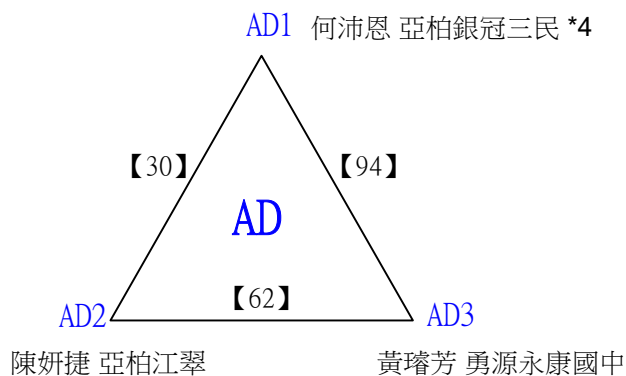 AD1 何沛恩 亞柏銀冠三民 *4
【30】 【94】
AD
【62】
AD2 AD3
陳妍捷 亞柏江翠 黃璿芳 勇源永康國中